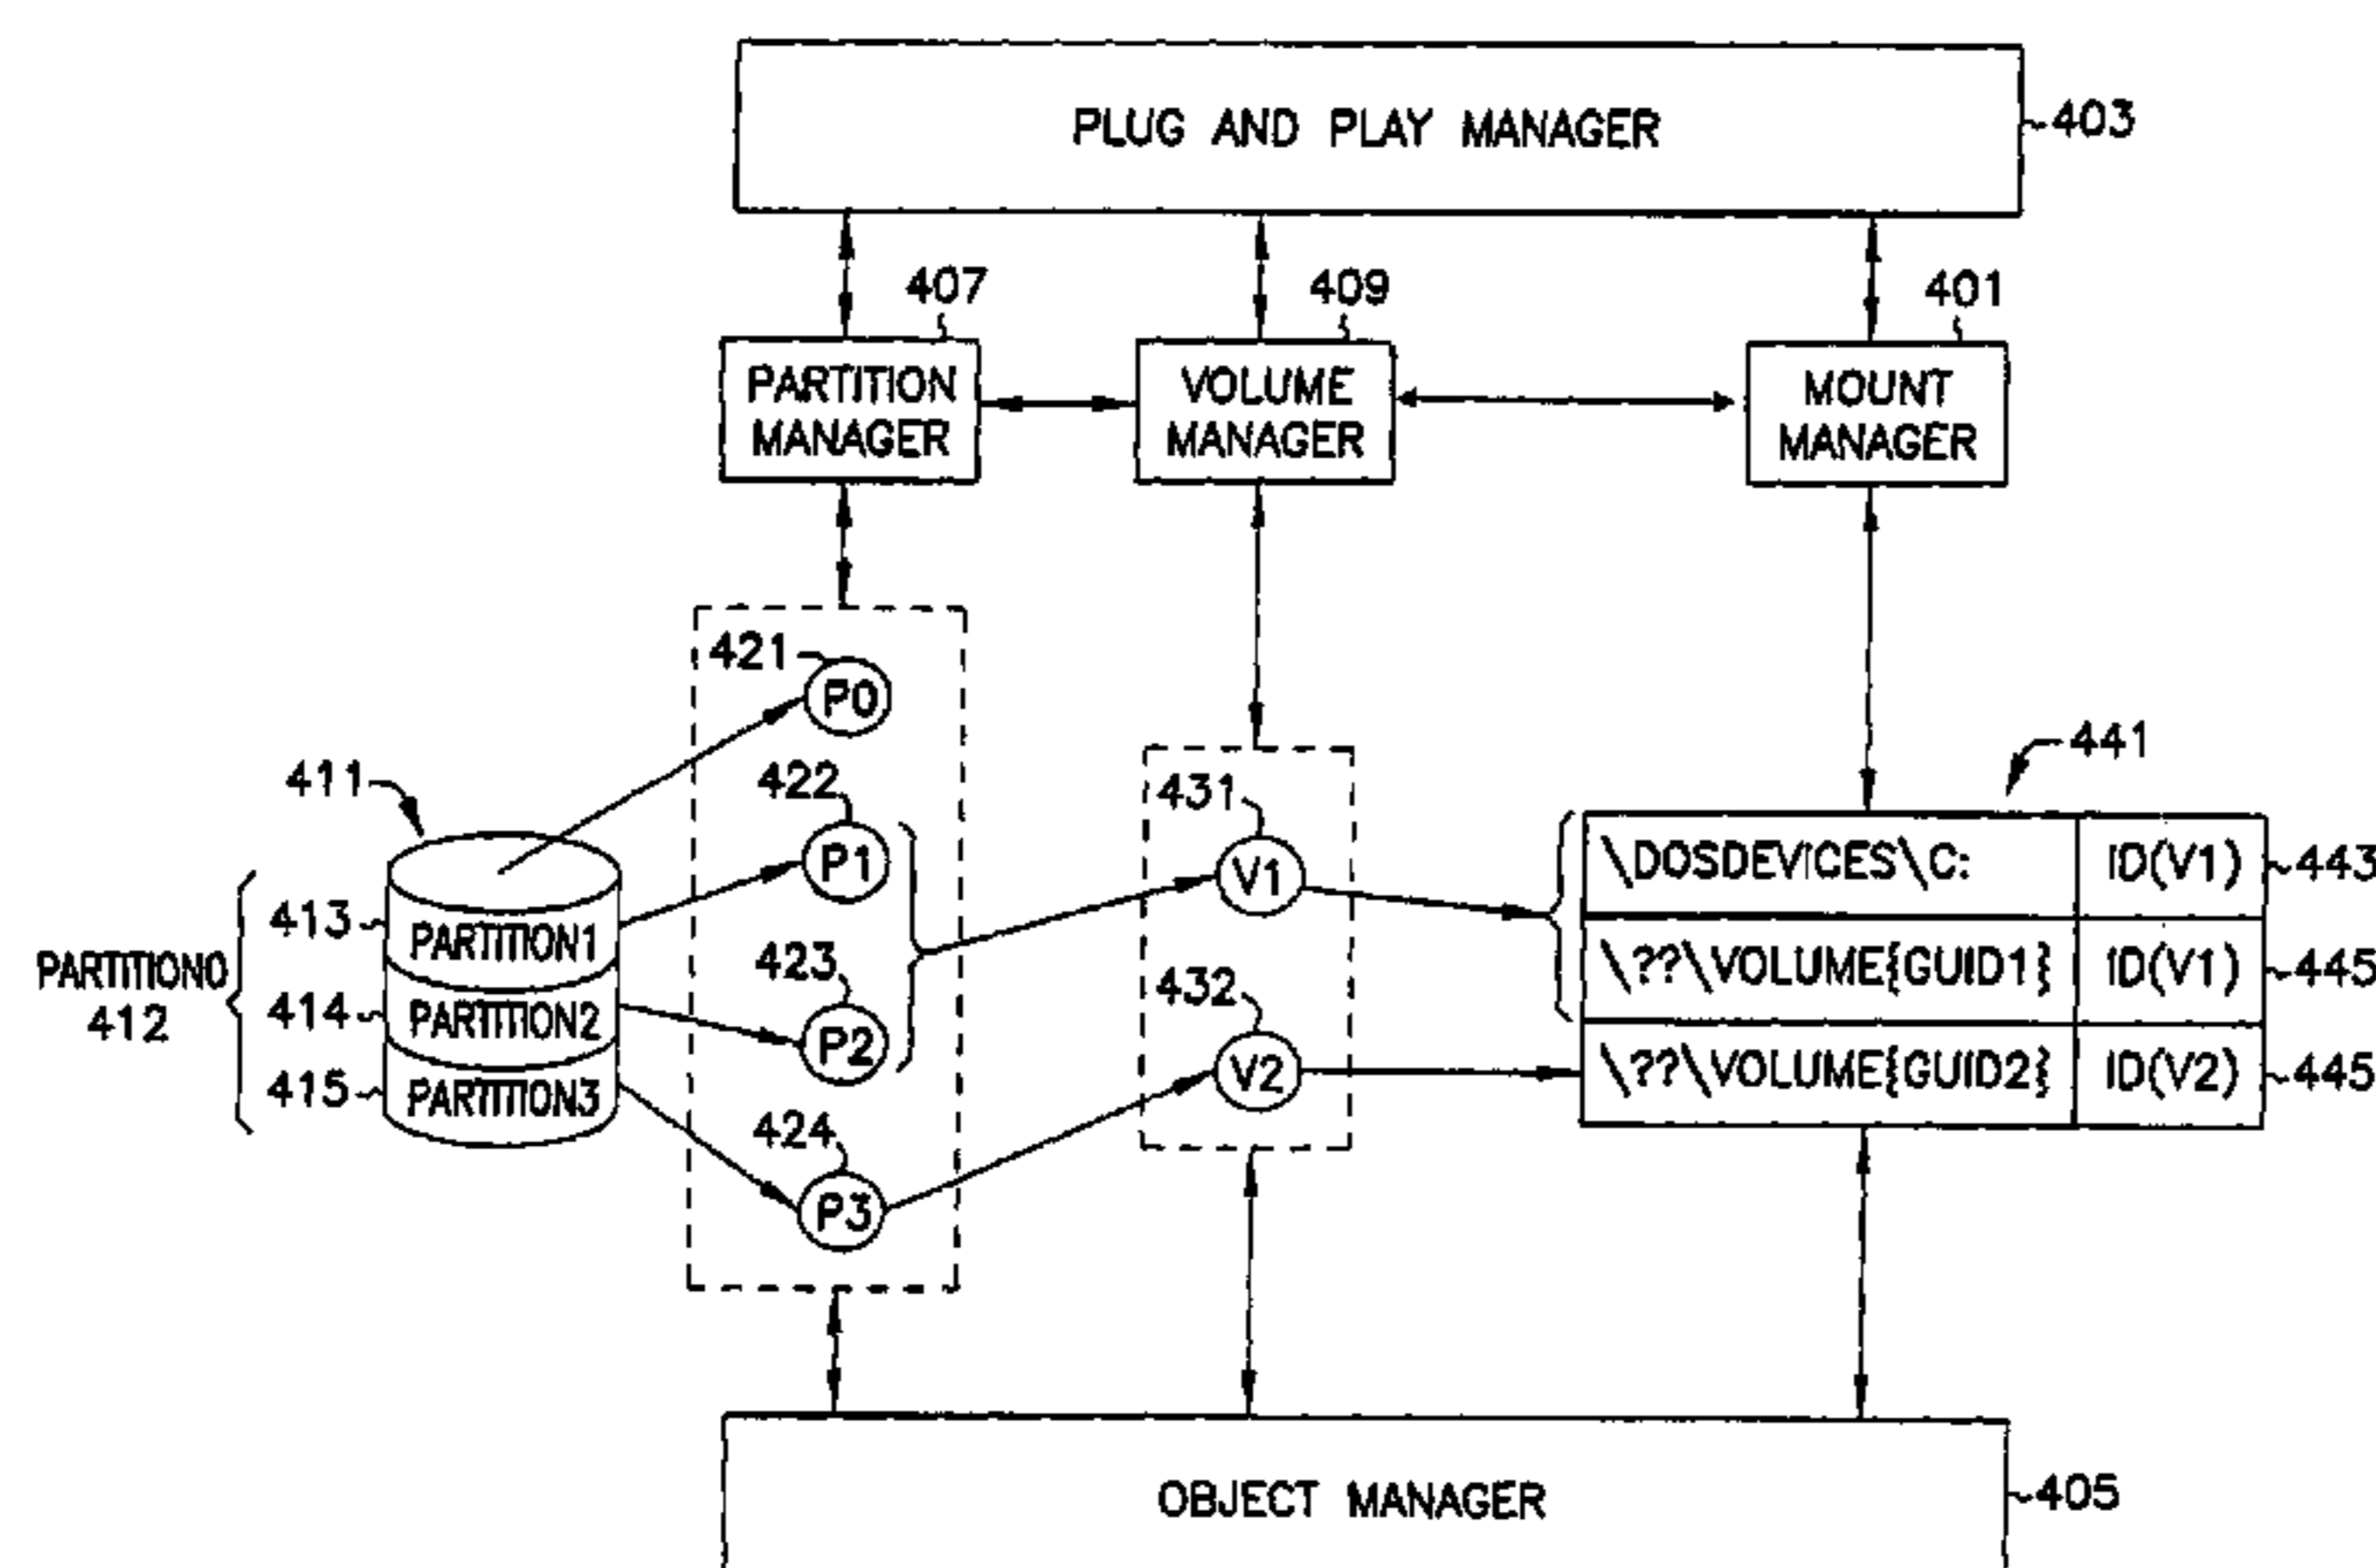 PLUG AND PLAY MANAGER
403
407
409
401
PARTITION
MANAGER
VOLUME
MANAGER
MOUNT
MANAGER
421
P0
441
411
422
431
P1
V1
\DOSDEVICES\C:
ID(V1)
443
413
PARTITION1
PARTITION0
412
423
432
\??\VOLUME{GUID1}
ID(V1)
445
414
PARTITION2
P2
V2
\??\VOLUME{GUID2}
ID(V2)
445
415
PARTITION3
424
P3
OBJECT MANAGER
405